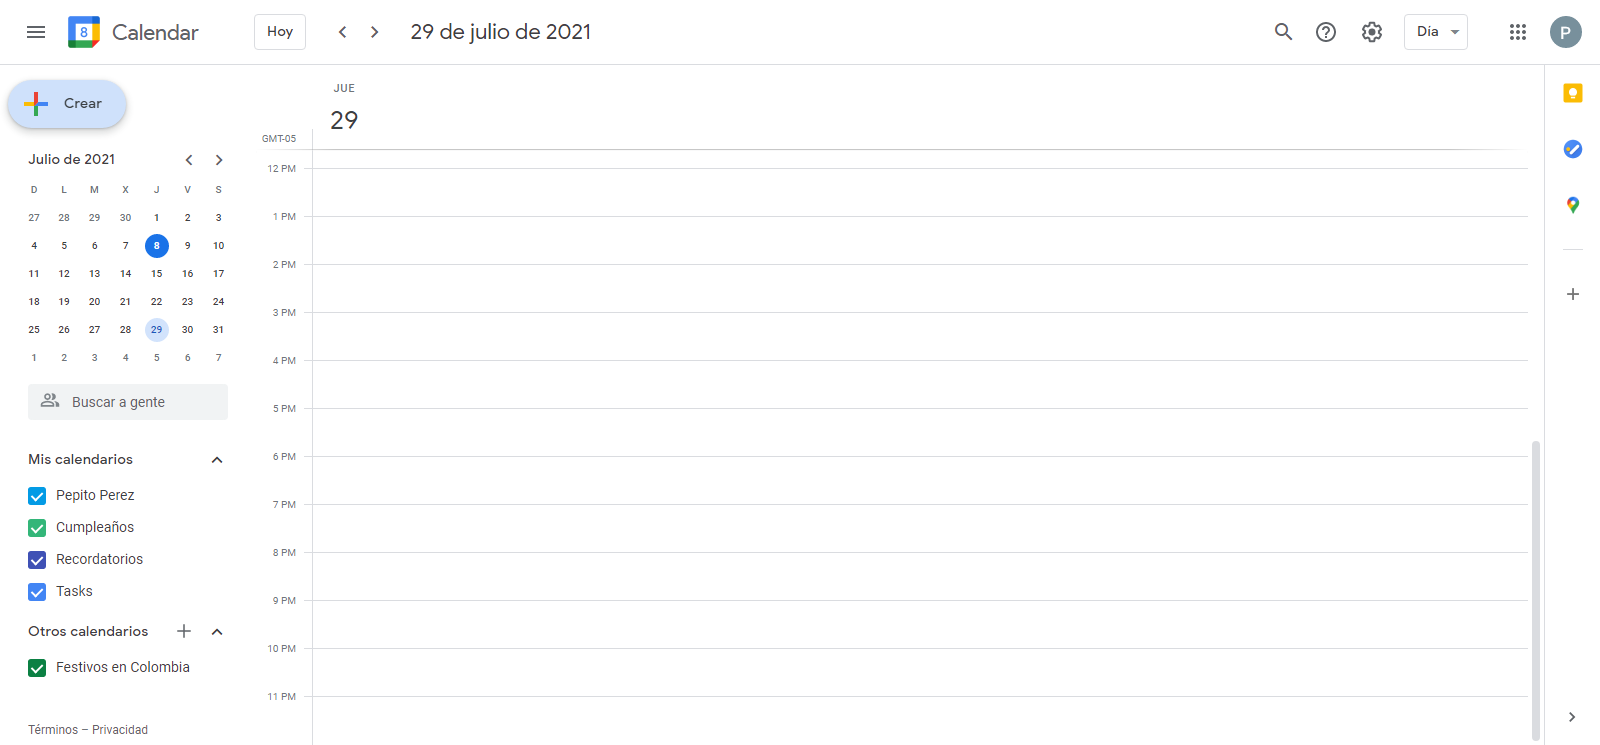 8 Calendar Hoy 29 de julio de 2021 Día P
Crear
JUE
29
GMT-05
Julio de 2021
D L M X J V S
27 28 29 30 1 2 3
4 5 6 7 8 9 10
11 12 13 14 15 16 17
18 19 20 21 22 23 24
25 26 27 28 29 30 31
1 2 3 4 5 6 7
Buscar a gente
Mis calendarios
Pepito Perez
Cumpleaños
Recordatorios
Tasks
Otros calendarios
Festivos en Colombia
Términos – Privacidad
12 PM
1 PM
2 PM
3 PM
4 PM
5 PM
6 PM
7 PM
8 PM
9 PM
10 PM
11 PM